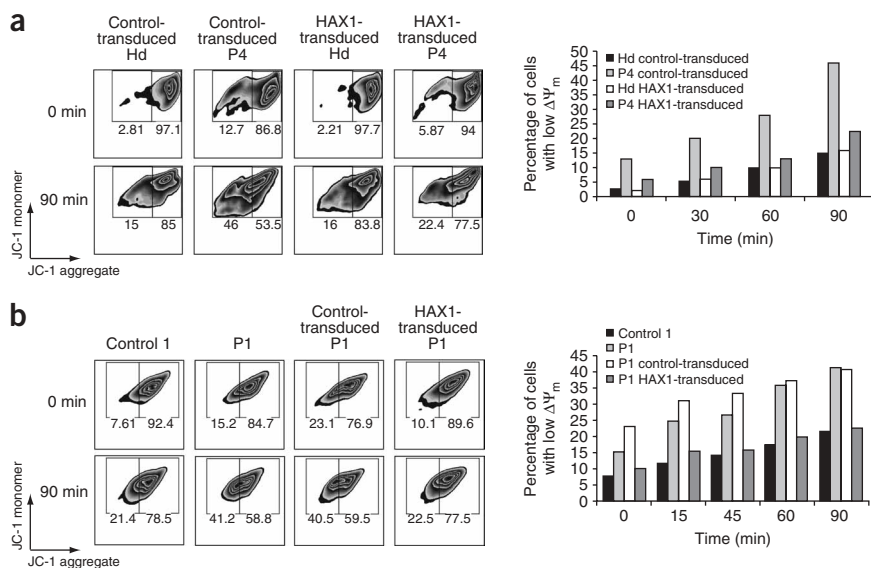 a
Control-
transduced
Hd
Control-
transduced
P4
HAX1-
transduced
Hd
HAX1-
transduced
P4
0 min
2.81 97.1
12.7 86.8
2.21 97.7
5.87 94
90 min
15 85
46 53.5
16 83.8
22.4 77.5
JC-1 monomer
JC-1 aggregate
Percentage of cells
with low ΔΨm
50
45
40
35
30
25
20
15
10
5
0
Hd control-transduced
P4 control-transduced
Hd HAX1-transduced
P4 HAX1-transduced
0 30 60 90
Time (min)
b
Control 1
P1
Control-
transduced
P1
HAX1-
transduced
P1
0 min
7.61 92.4
15.2 84.7
23.1 76.9
10.1 89.6
90 min
21.4 78.5
41.2 58.8
40.5 59.5
22.5 77.5
JC-1 monomer
JC-1 aggregate
Percentage of cells
with low ΔΨm
45
40
35
30
25
20
15
10
5
0
Control 1
P1
P1 control-transduced
P1 HAX1-transduced
0 15 45 60 90
Time (min)